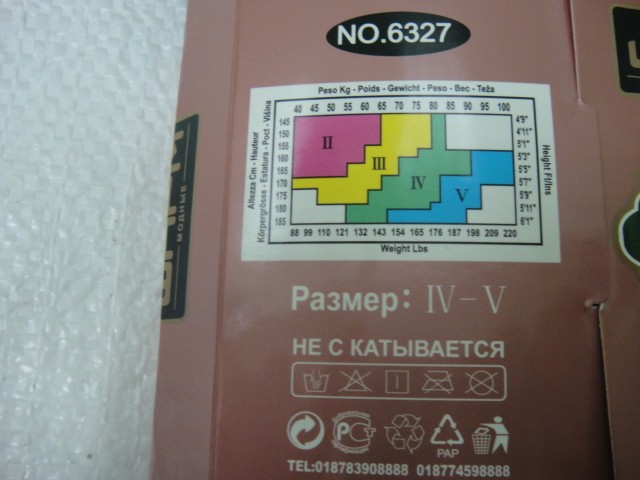 NO.6327
Peso Kg - Poids - Gewicht - Peso - Bec - Teža
40 45 50 55 60 65 70 75 80 85 90 95 100
Altezza Cm - Hauteur
Körpergrösse - Estatura - Poct - Višina
145
150
155
160
165
170
175
180
185
II
III
IV
V
4'9"
4'11"
5'1"
5'3"
5'5"
5'7"
5'9"
5'11"
6'1"
Height Ft/Ins
88 99 110 121 132 143 154 165 176 187 198 209 220
Weight Lbs
Размер: IV-V
НЕ С КАТЫВАЕТСЯ
PAP
TEL:018783908888 018774598888